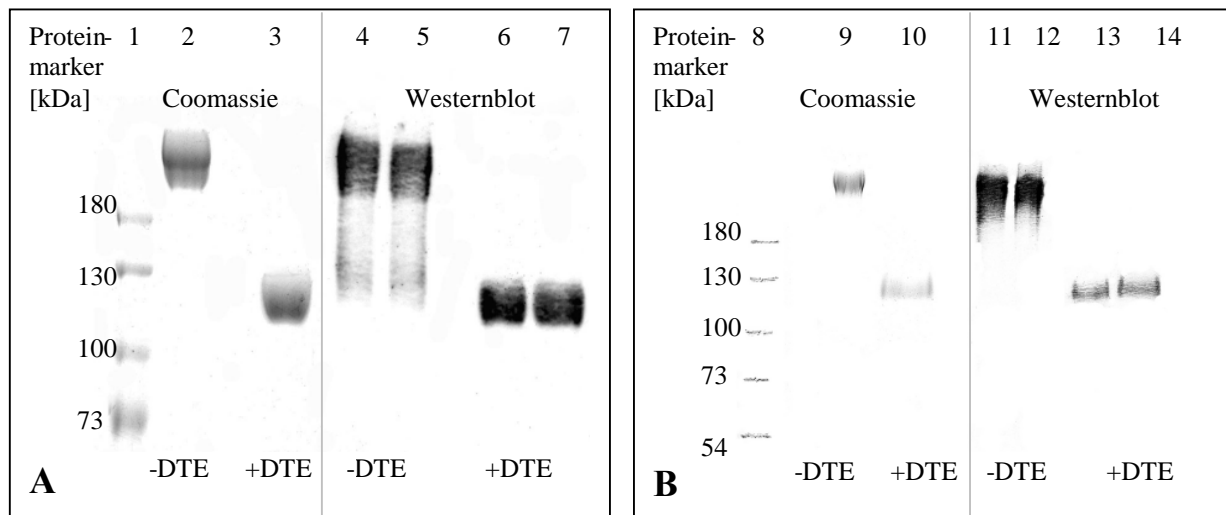 Protein- 1 2 3 4 5 6 7
marker
[kDa] Coomassie Westernblot
180
130
100
73
-DTE +DTE -DTE +DTE
A
Protein- 8 9 10 11 12 13 14
marker
[kDa] Coomassie Westernblot
180
130
100
73
54
-DTE +DTE -DTE +DTE
B